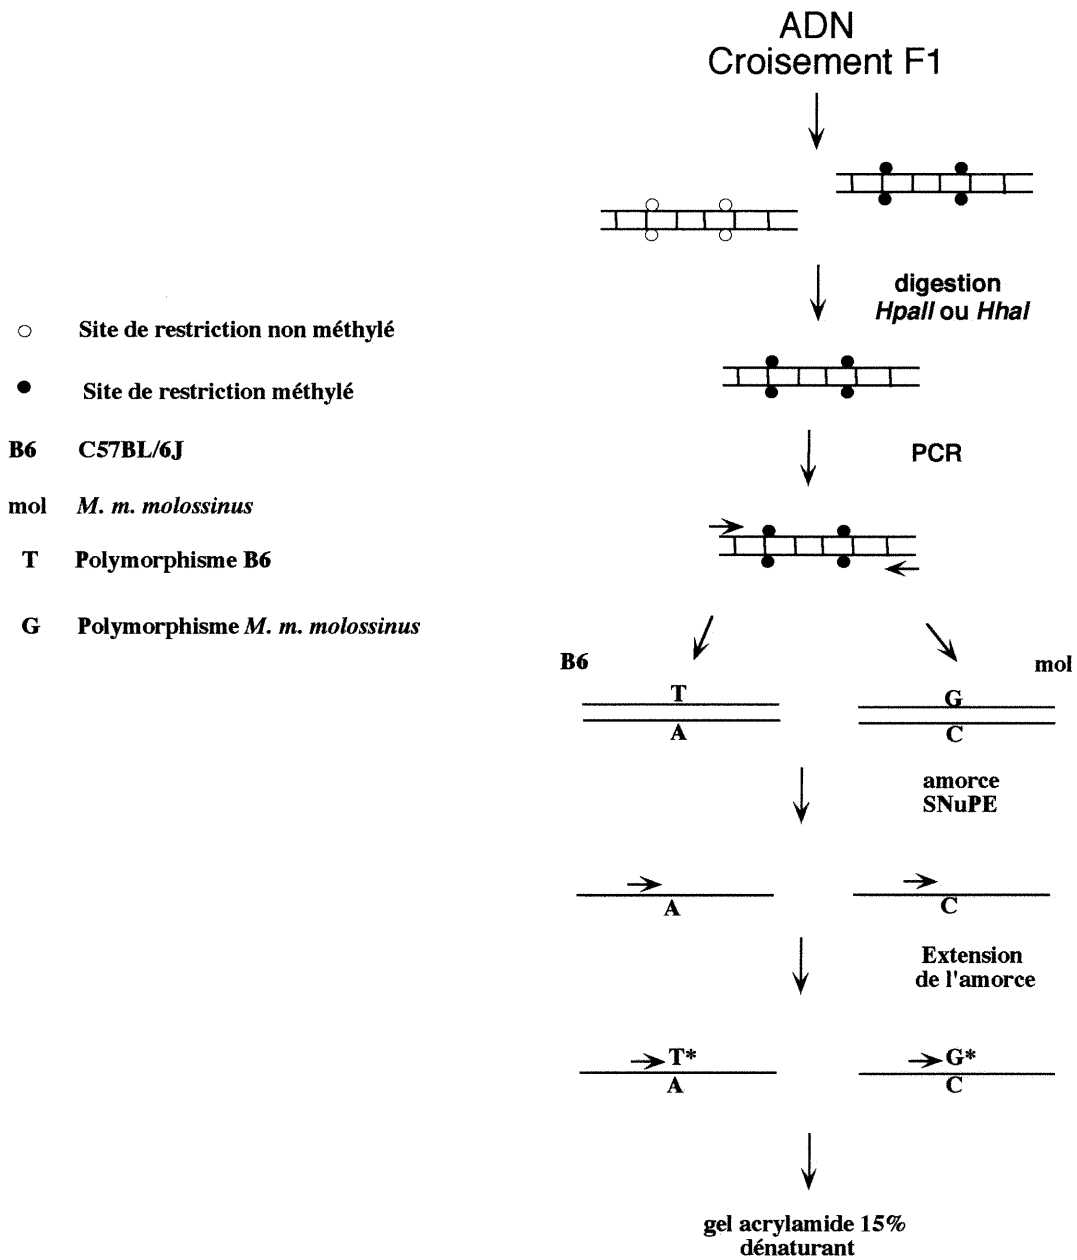 ADN
Croisement F1
digestion
HpaII ou HhaI
Site de restriction non méthylé
Site de restriction méthylé
B6 C57BL/6J
PCR
mol M. m. molossinus
T Polymorphisme B6
G Polymorphisme M. m. molossinus
B6
mol
T
G
A
C
amorce
SNuPE
A
C
Extension
de l'amorce
T*
G*
A
C
gel acrylamide 15%
dénaturant